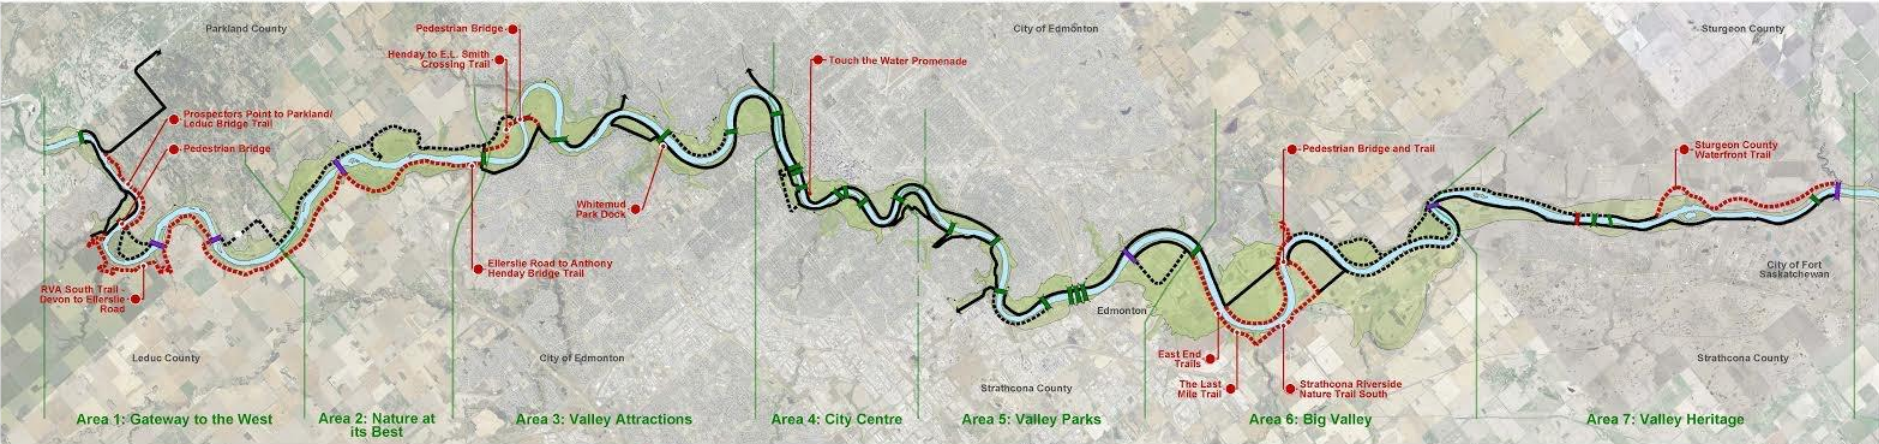 Parkland County
City of Edmonton
Sturgeon County
Pedestrian Bridge
Henday to E.L. Smith
Crossing Trail
Touch the Water Promenade
Prospectors Point to Parkland/
Leduc Bridge Trail
Pedestrian Bridge
Pedestrian Bridge and Trail
Sturgeon County
Waterfront Trail
Whitemud
Park Dock
Ellerslie Road to Anthony
Henday Bridge Trail
RVA South Trail -
Devon to Ellerslie
Road
City of Fort
Saskatchewan
Edmonton
Leduc County
City of Edmonton
Strathcona County
East End
Trails
The Last
Mile Trail
Strathcona Riverside
Nature Trail South
Strathcona County
Area 1: Gateway to the West
Area 2: Nature at
its Best
Area 3: Valley Attractions
Area 4: City Centre
Area 5: Valley Parks
Area 6: Big Valley
Area 7: Valley Heritage